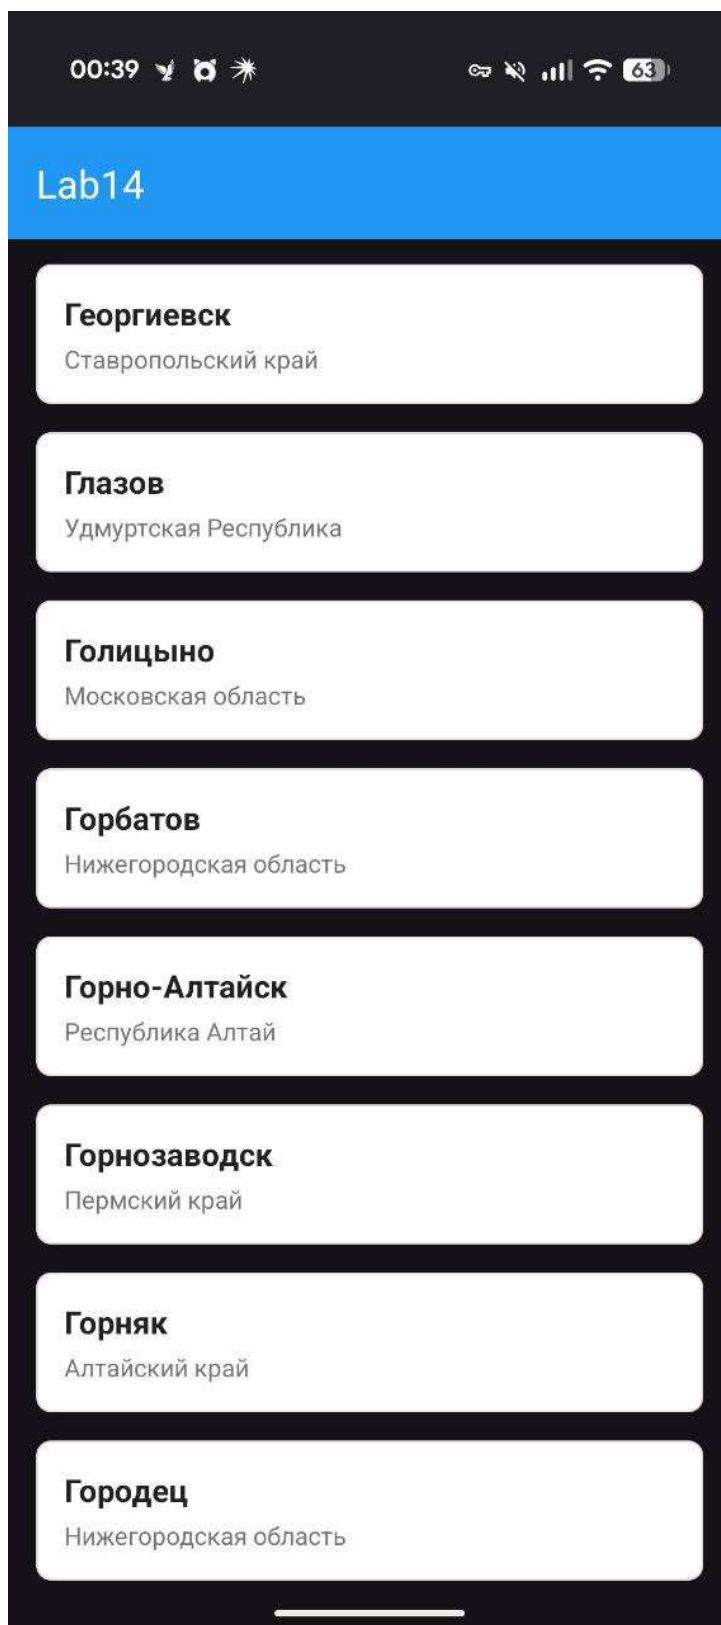 00:39 63
Lab14
Георгиевск
Ставропольский край
Глазов
Удмуртская Республика
Голицыно
Московская область
Горбатов
Нижегородская область
Горно-Алтайск
Республика Алтай
Горнозаводск
Пермский край
Горняк
Алтайский край
Городец
Нижегородская область